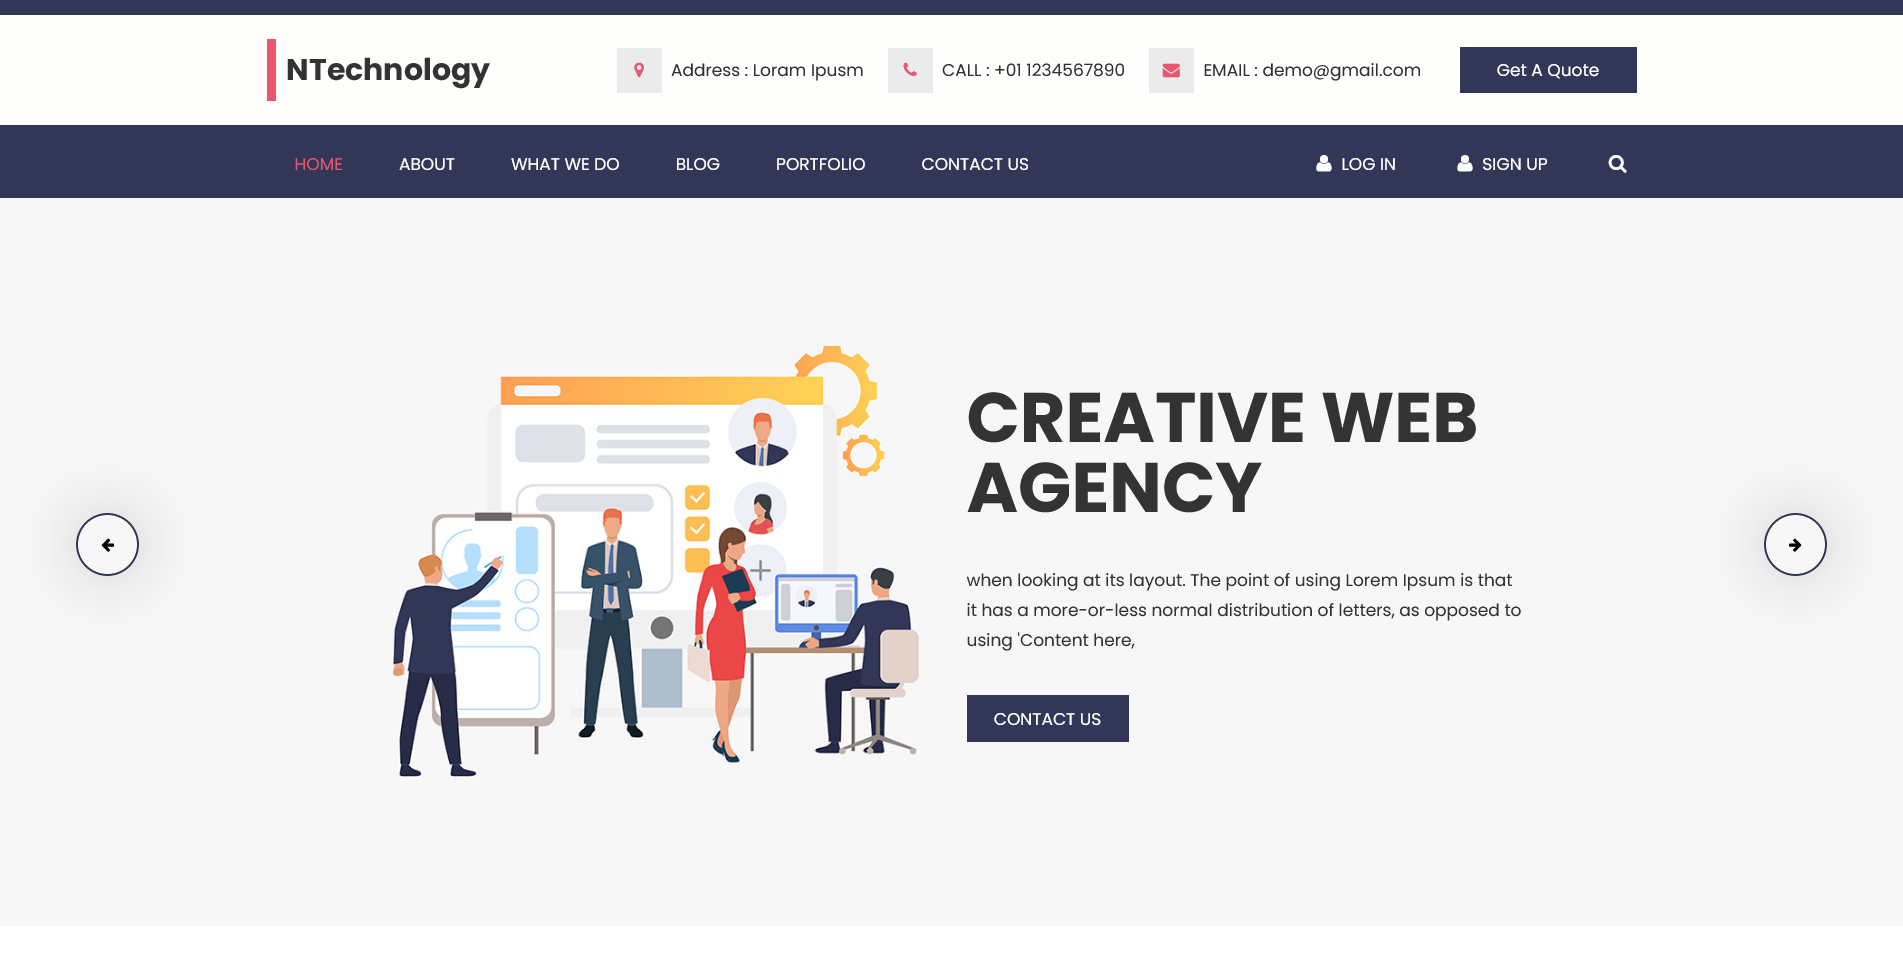 NTechnology
Address : Loram Ipusm
CALL : +01 1234567890
EMAIL : demo@gmail.com
Get A Quote
HOME
ABOUT
WHAT WE DO
BLOG
PORTFOLIO
CONTACT US
LOG IN
SIGN UP
CREATIVE WEB
AGENCY
when looking at its layout. The point of using Lorem Ipsum is that
it has a more-or-less normal distribution of letters, as opposed to
using 'Content here,
CONTACT US